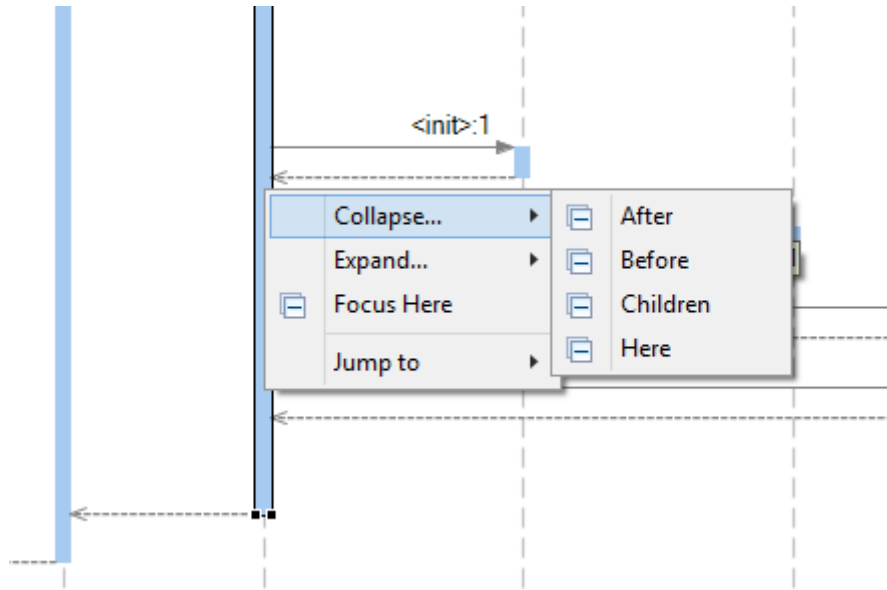 <init>:1
Collapse...
Expand...
Focus Here
Jump to
After
Before
Children
Here